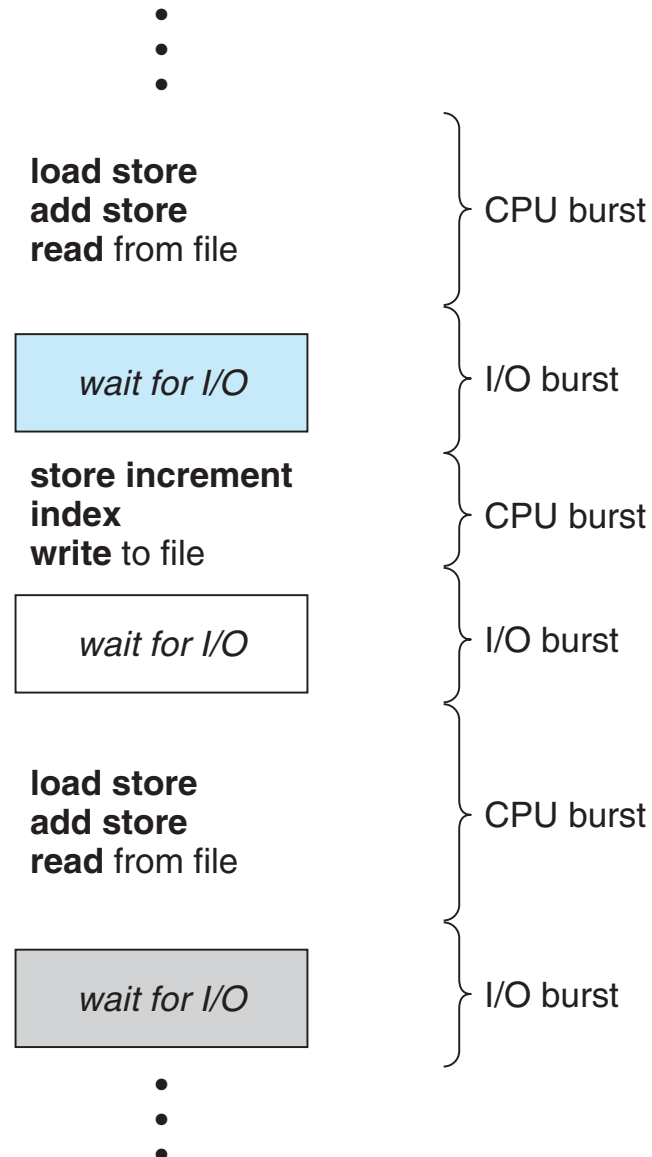 load store
add store
read from file
CPU burst
wait for I/O
I/O burst
store increment
index
write to file
CPU burst
wait for I/O
I/O burst
load store
add store
read from file
CPU burst
wait for I/O
I/O burst